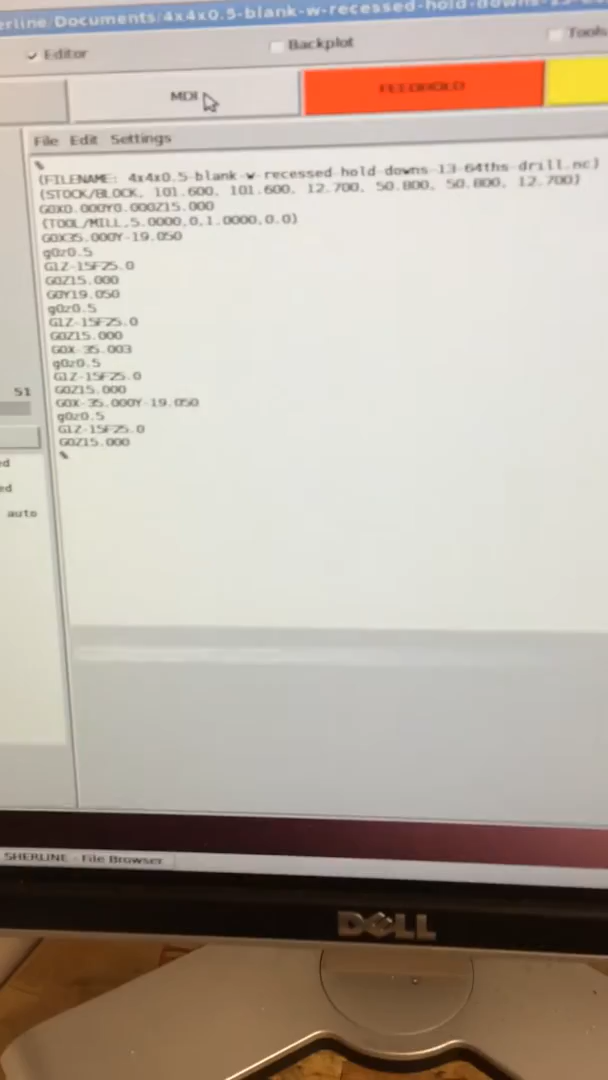 erline/Documents/4x4x0.5-blank-w-recessed-hold-downs-13-64ths
Editor
Backplot
Tools
MDI
FEEDHOLD
File Edit Settings
%
(FILENAME: 4x4x0.5-blank-w-recessed-hold-downs-13-64ths-drill.nc)
(STOCK/BLOCK, 101.600, 101.600, 12.700, 50.800, 50.800, 12.700)
G0X0.000Y0.000Z15.000
(TOOL/MILL,5.0000,0,1.0000,0.0)
G0X35.000Y-19.050
g0z0.5
G1Z-15F25.0
G0Z15.000
G0Y19.050
g0z0.5
G1Z-15F25.0
G0Z15.000
G0X-35.003
g0z0.5
G1Z-15F25.0
G0Z15.000
G0X-35.000Y-19.050
g0z0.5
G1Z-15F25.0
G0Z15.000
%
S1
ed
ed
auto
SHERLINE - File Browser
DELL